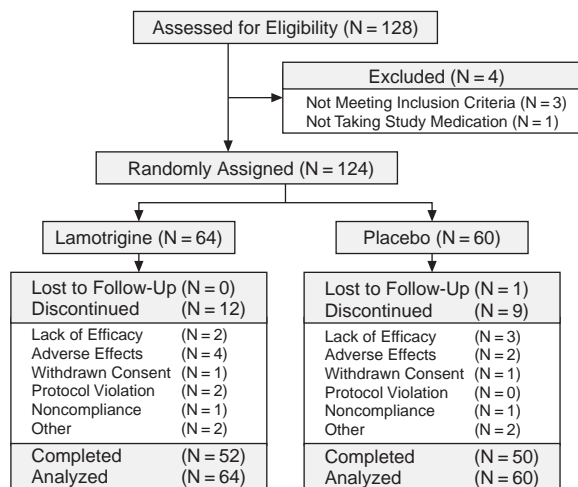 Assessed for Eligibility (N = 128)
Excluded (N = 4)
Not Meeting Inclusion Criteria (N = 3)
Not Taking Study Medication (N = 1)
Randomly Assigned (N = 124)
Lamotrigine (N = 64)
Lost to Follow-Up (N = 0)
Discontinued (N = 12)
Lack of Efficacy (N = 2)
Adverse Effects (N = 4)
Withdrawn Consent (N = 1)
Protocol Violation (N = 2)
Noncompliance (N = 1)
Other (N = 2)
Completed (N = 52)
Analyzed (N = 64)
Placebo (N = 60)
Lost to Follow-Up (N = 1)
Discontinued (N = 9)
Lack of Efficacy (N = 3)
Adverse Effects (N = 2)
Withdrawn Consent (N = 1)
Protocol Violation (N = 0)
Noncompliance (N = 1)
Other (N = 2)
Completed (N = 50)
Analyzed (N = 60)